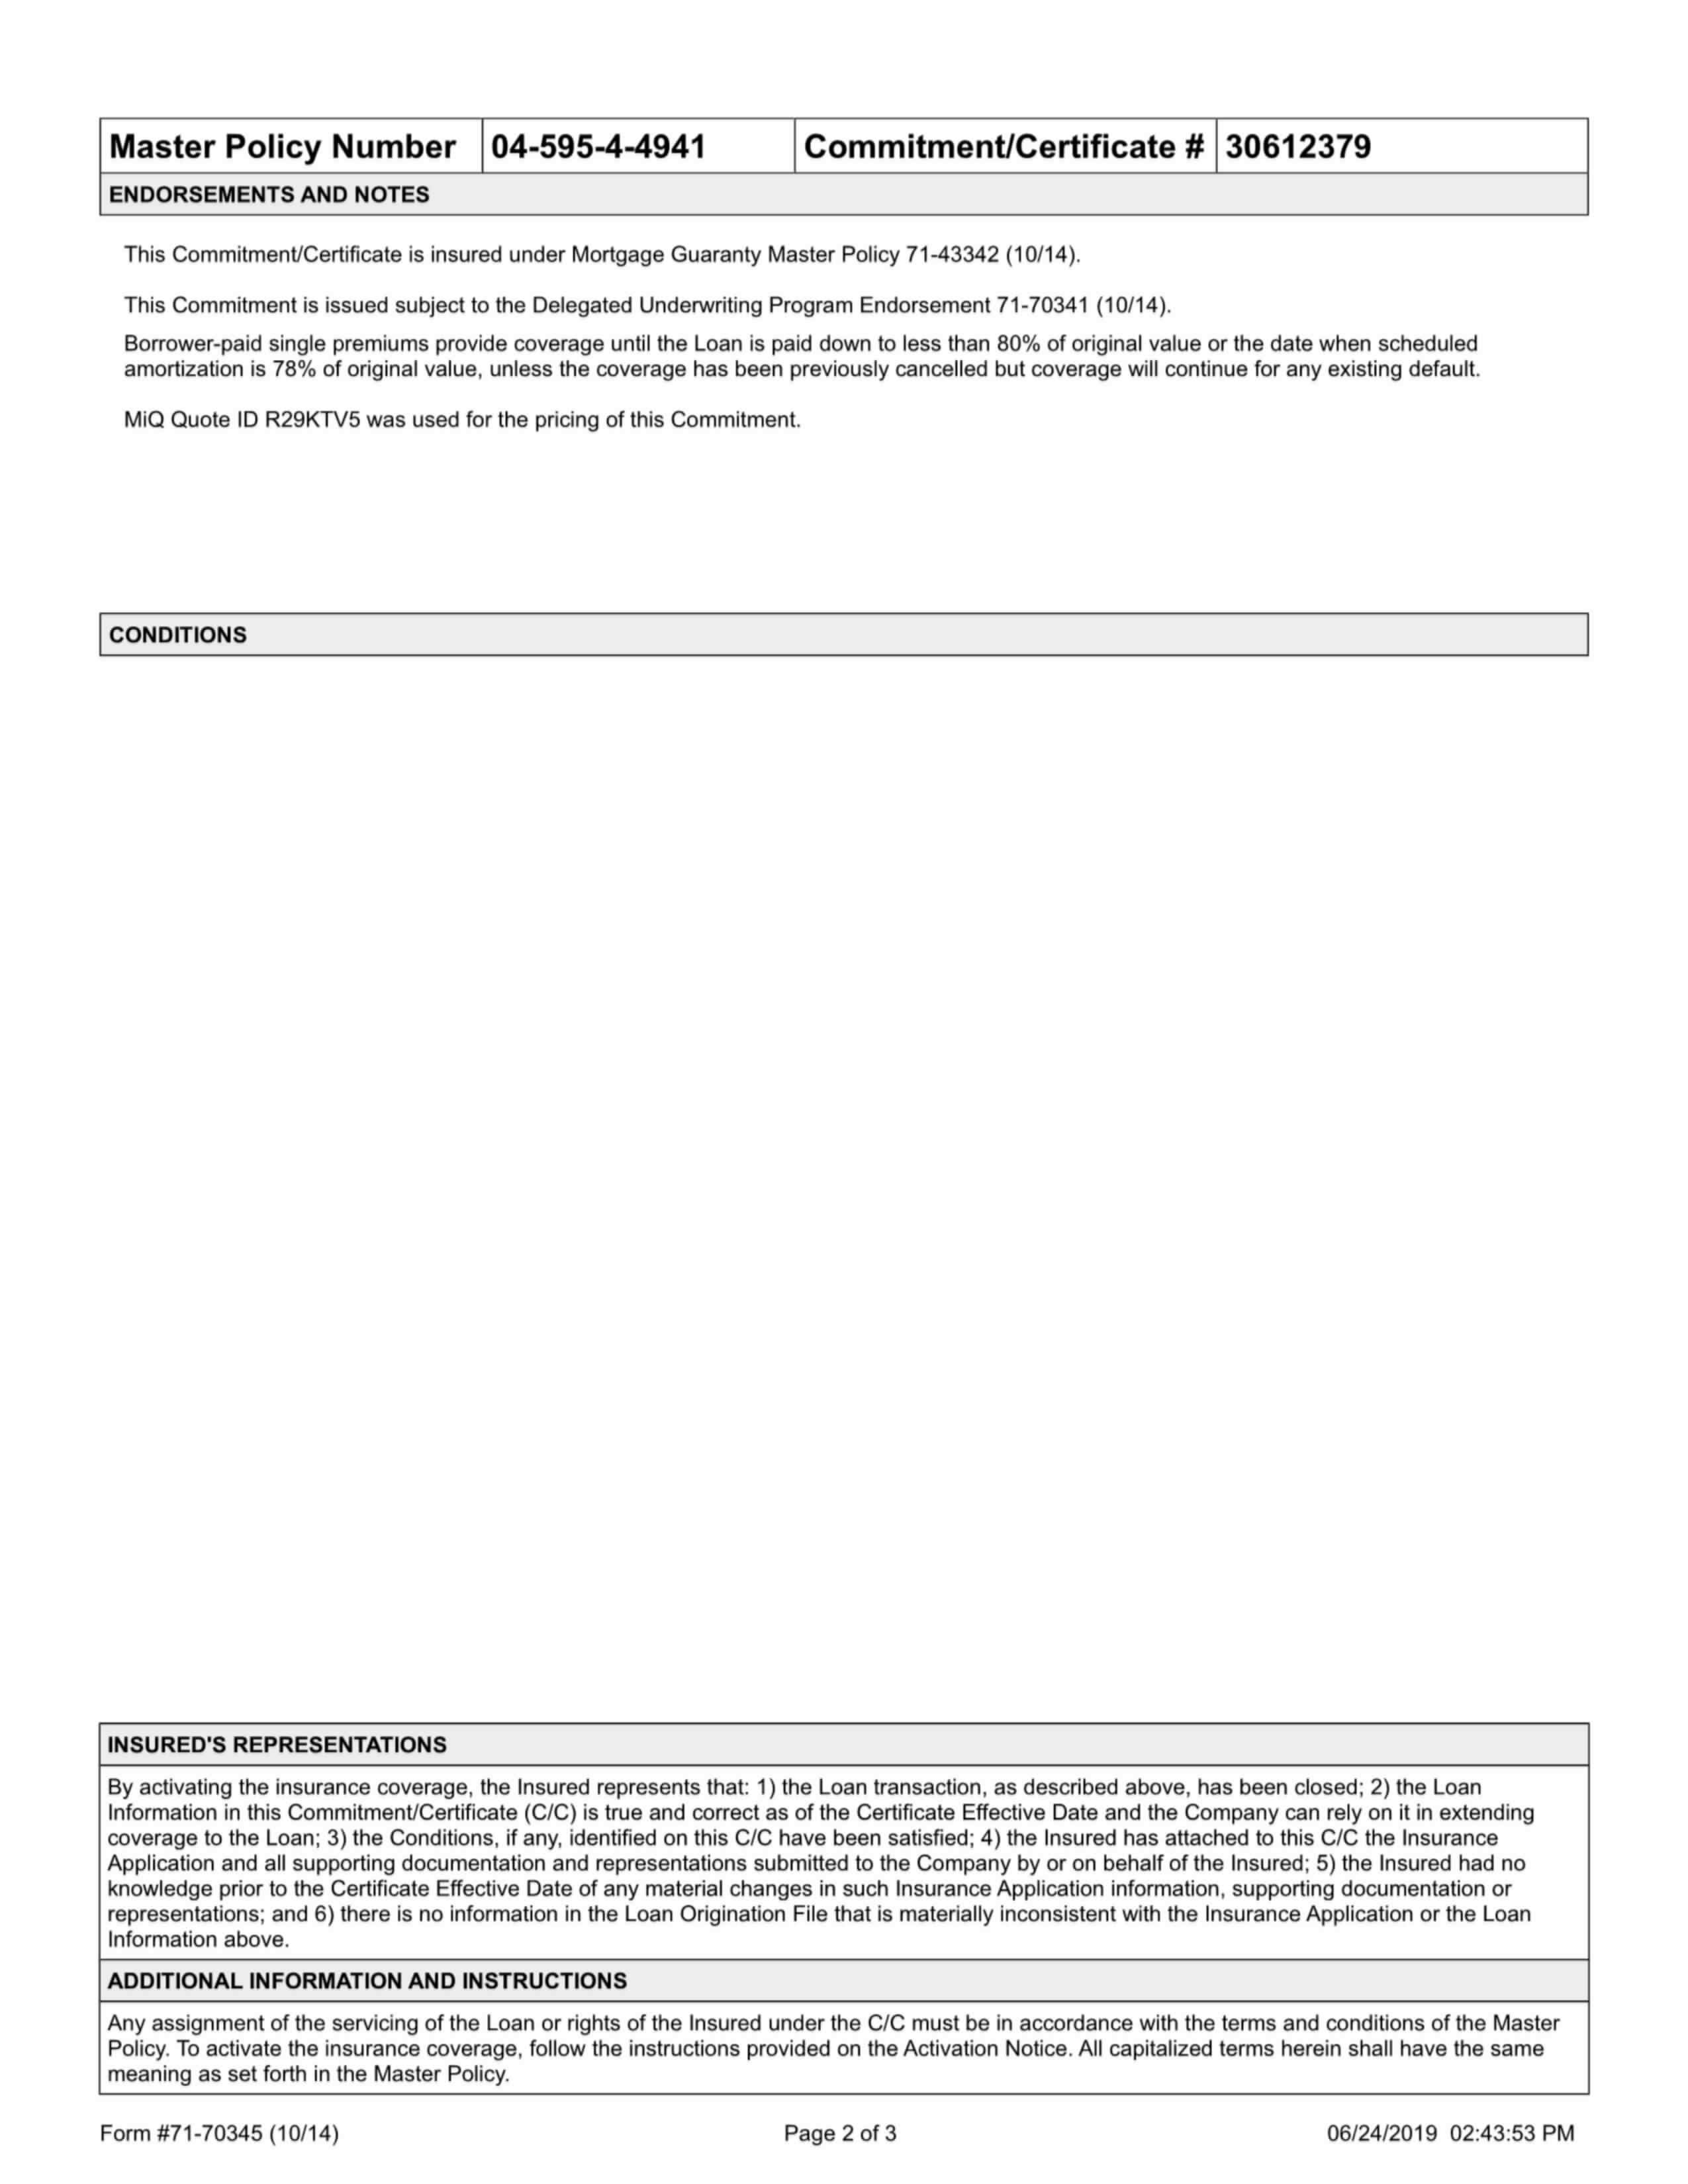 Master Policy Number 04-595-4-4941 Commitment/Certificate # 30612379
ENDORSEMENTS AND NOTES
This Commitment/Certificate is insured under Mortgage Guaranty Master Policy 71-43342 (10/14).
This Commitment is issued subject to the Delegated Underwriting Program Endorsement 71-70341 (10/14).
Borrower-paid single premiums provide coverage until the Loan is paid down to less than 80% of original value or the date when scheduled
amortization is 78% of original value, unless the coverage has been previously cancelled but coverage will continue for any existing default.
MiQ Quote ID R29KTV5 was used for the pricing of this Commitment.
CONDITIONS
INSURED'S REPRESENTATIONS
By activating the insurance coverage, the Insured represents that: 1) the Loan transaction, as described above, has been closed; 2) the Loan
Information in this Commitment/Certificate (C/C) is true and correct as of the Certificate Effective Date and the Company can rely on it in extending
coverage to the Loan; 3) the Conditions, if any, identified on this C/C have been satisfied; 4) the Insured has attached to this C/C the Insurance
Application and all supporting documentation and representations submitted to the Company by or on behalf of the Insured; 5) the Insured had no
knowledge prior to the Certificate Effective Date of any material changes in such Insurance Application information, supporting documentation or
representations; and 6) there is no information in the Loan Origination File that is materially inconsistent with the Insurance Application or the Loan
Information above.
ADDITIONAL INFORMATION AND INSTRUCTIONS
Any assignment of the servicing of the Loan or rights of the Insured under the C/C must be in accordance with the terms and conditions of the Master
Policy. To activate the insurance coverage, follow the instructions provided on the Activation Notice. All capitalized terms herein shall have the same
meaning as set forth in the Master Policy.
Form #71-70345 (10/14) Page 2 of 3 06/24/2019 02:43:53 PM